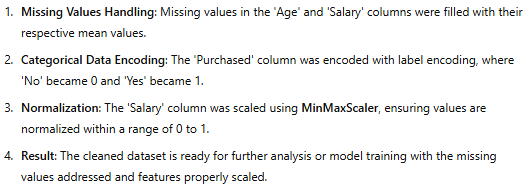 1. Missing Values Handling: Missing values in the 'Age' and 'Salary' columns were filled with their
respective mean values.
2. Categorical Data Encoding: The 'Purchased' column was encoded with label encoding, where
'No' became 0 and 'Yes' became 1.
3. Normalization: The 'Salary' column was scaled using MinMaxScaler, ensuring values are
normalized within a range of 0 to 1.
4. Result: The cleaned dataset is ready for further analysis or model training with the missing
values addressed and features properly scaled.